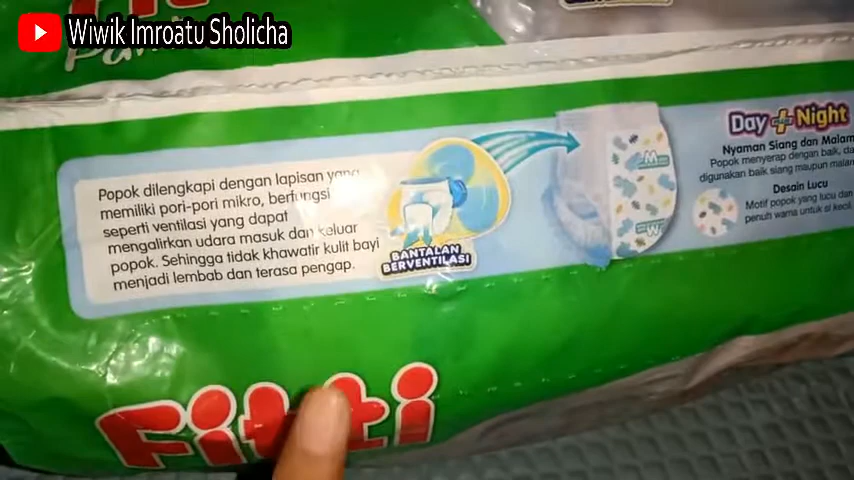 Wiwik Imroatu Sholicha
Popok dilengkapi dengan lapisan yang
memiliki pori-pori mikro, berfungsi
seperti ventilasi yang dapat
mengalirkan udara masuk dan keluar
popok. Sehingga tidak khawatir kulit bayi
menjadi lembab dan terasa pengap.
BANTALAN
BERVENTILASI
M
Day + Night
Nyaman Siang dan Malam
Popok menyerap dengan baik,
digunakan baik siang maupun
Desain Lucu
Motif popok yang lucu dan
penuh warna untuk si kecil
Fitti